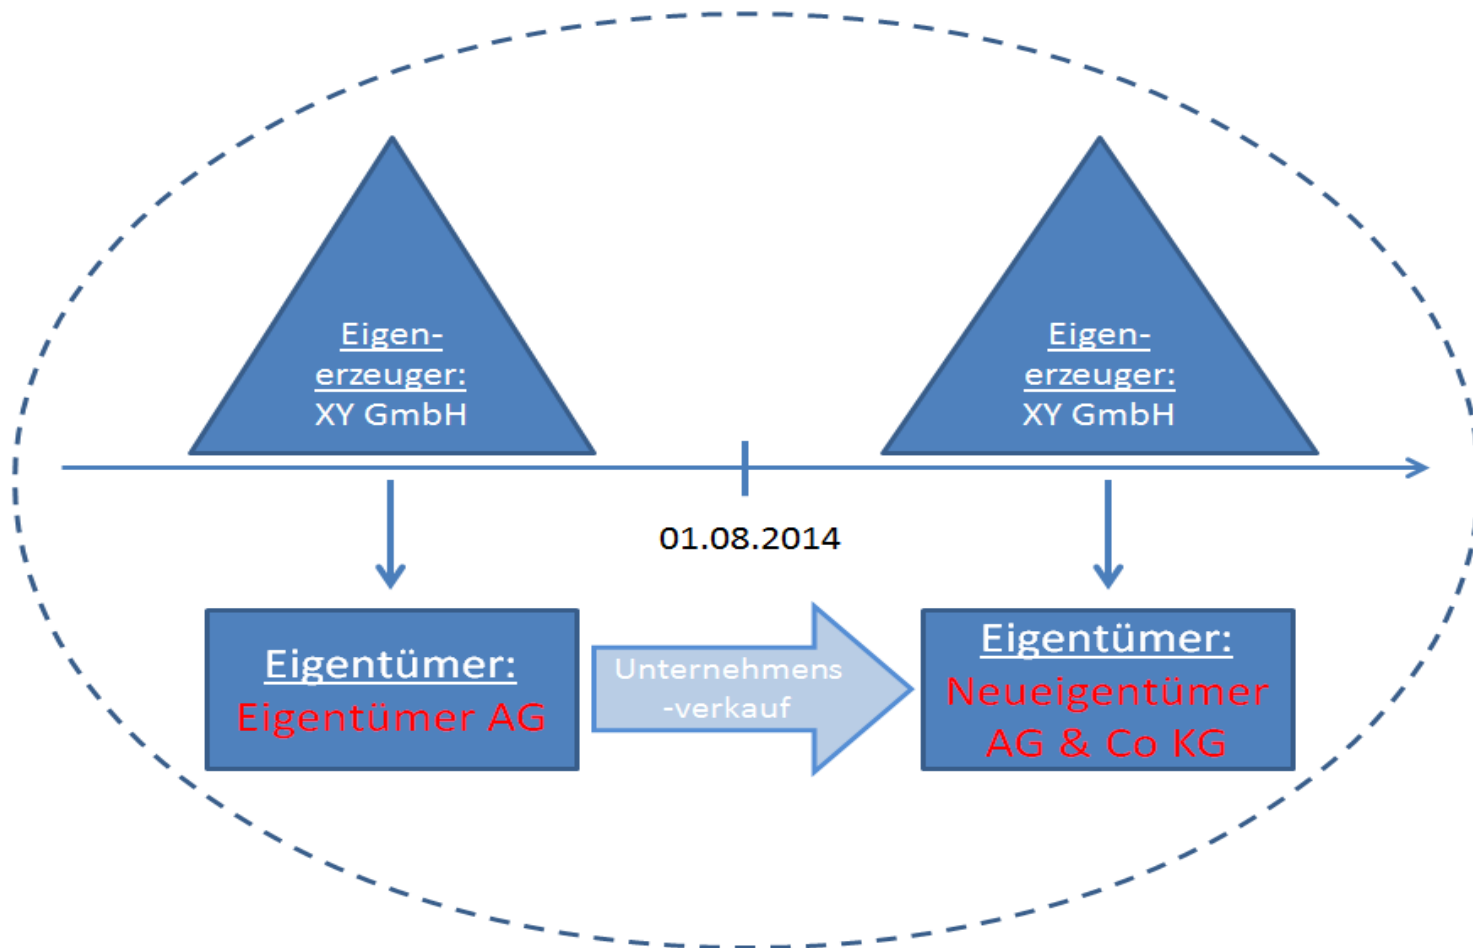 Eigen-
erzeuger:
XY GmbH
Eigen-
erzeuger:
XY GmbH
01.08.2014
Eigentümer:
Eigentümer AG
Unternehmens
-verkauf
Eigentümer:
Neueigentümer
AG & Co KG